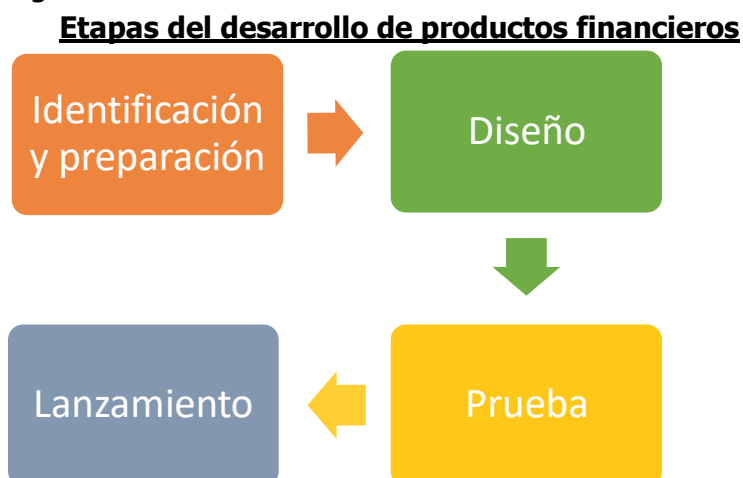 Etapas del desarrollo de productos financieros
Identificación
y preparación
Diseño
Prueba
Lanzamiento